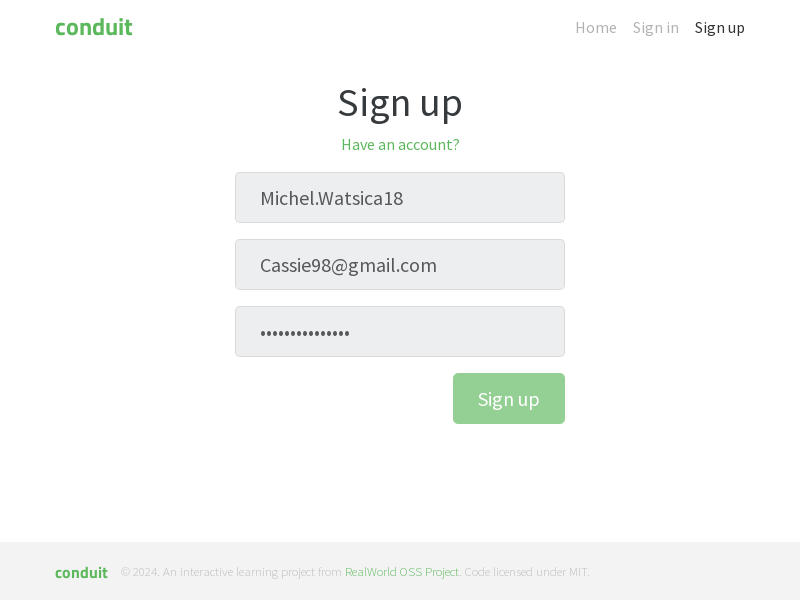 conduit
Home Sign in Sign up
Sign up
Have an account?
Michel.Watsica18
Cassie98@gmail.com
•••••••••••••••
Sign up
conduit © 2024. An interactive learning project from RealWorld OSS Project. Code licensed under MIT.